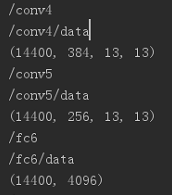 /conv4
/conv4/data
(14400, 384, 13, 13)
/conv5
/conv5/data
(14400, 256, 13, 13)
/fc6
/fc6/data
(14400, 4096)